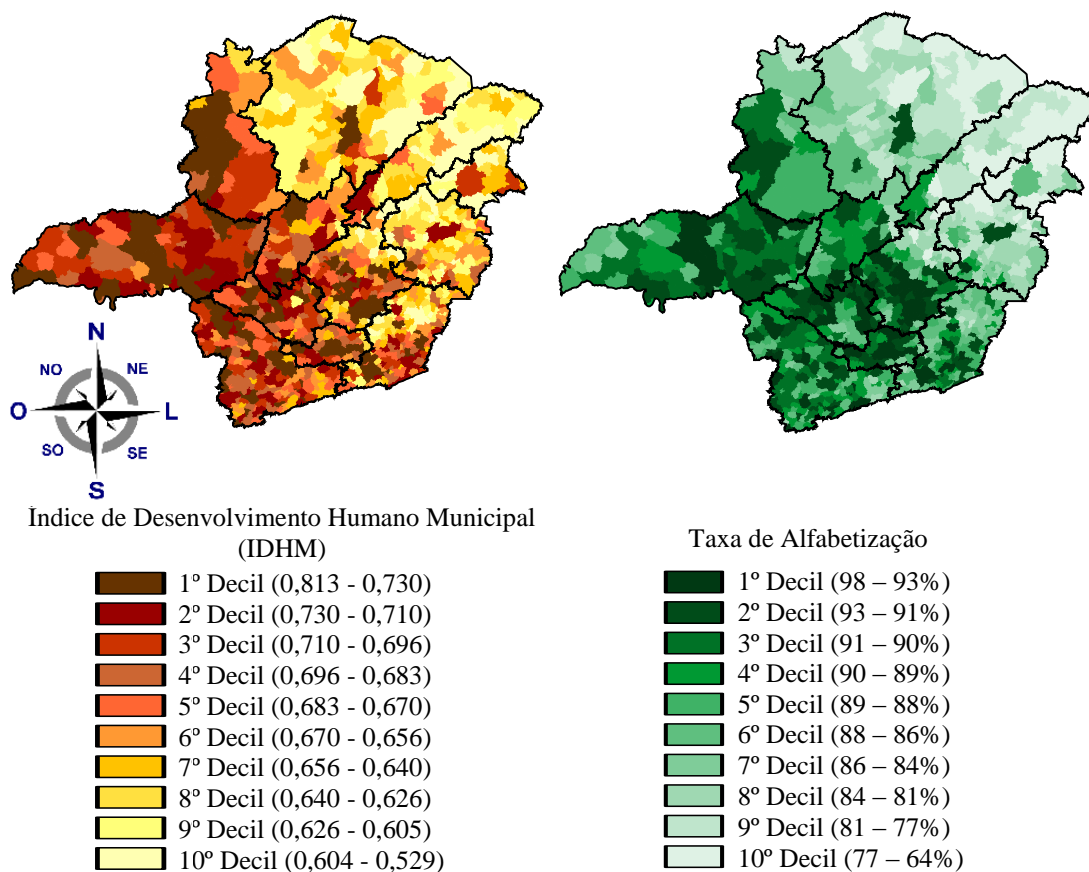 N
NO
NE
O
L
SO
SE
S
Índice de Desenvolvimento Humano Municipal
(IDHM)
1º Decil (0,813 - 0,730)
2º Decil (0,730 - 0,710)
3º Decil (0,710 - 0,696)
4º Decil (0,696 - 0,683)
5º Decil (0,683 - 0,670)
6º Decil (0,670 - 0,656)
7º Decil (0,656 - 0,640)
8º Decil (0,640 - 0,626)
9º Decil (0,626 - 0,605)
10º Decil (0,604 - 0,529)
Taxa de Alfabetização
1º Decil (98 – 93%)
2º Decil (93 – 91%)
3º Decil (91 – 90%)
4º Decil (90 – 89%)
5º Decil (89 – 88%)
6º Decil (88 – 86%)
7º Decil (86 – 84%)
8º Decil (84 – 81%)
9º Decil (81 – 77%)
10º Decil (77 – 64%)